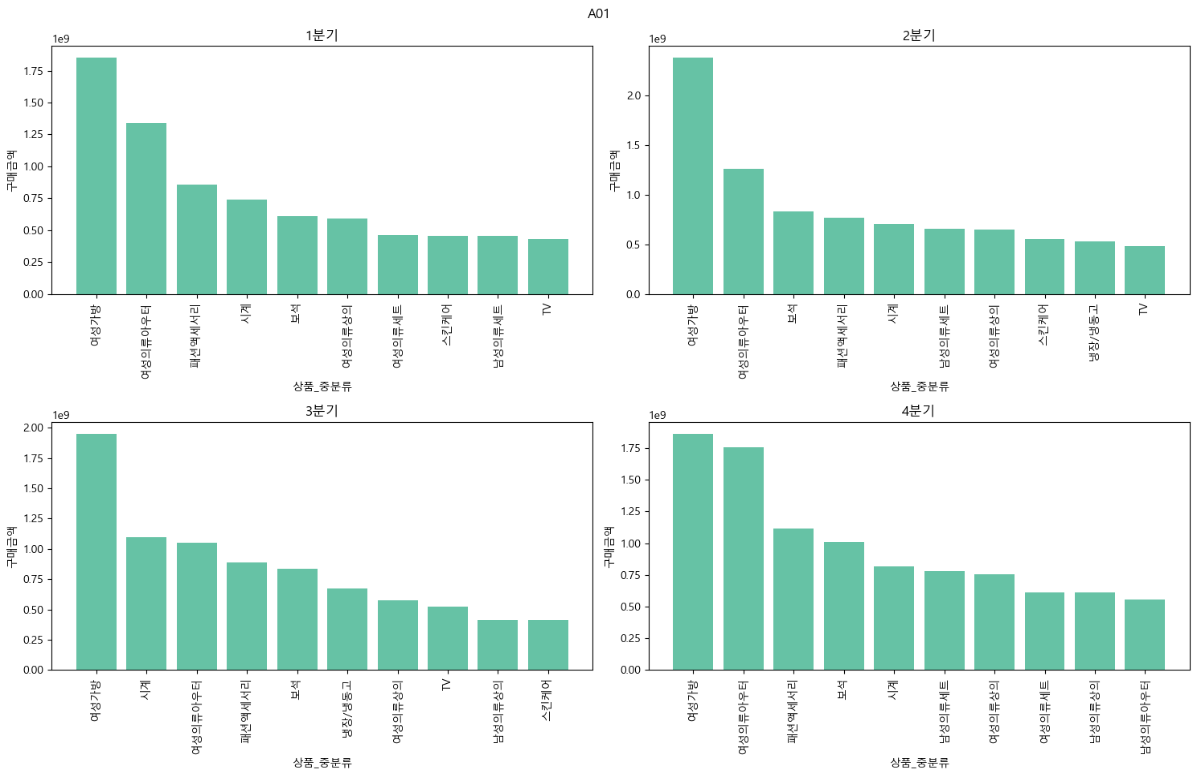 A01
1분기
1e9
1.75
1.50
1.25
1.00
0.75
0.50
0.25
0.00
구매금액
여성가방
여성의류아우터
패션액세서리
시계
보석
여성의류상의
여성의류세트
스킨케어
남성의류세트
TV
상품_중분류
2분기
1e9
2.0
1.5
1.0
0.5
0.0
구매금액
여성가방
여성의류아우터
보석
패션액세서리
시계
남성의류세트
여성의류상의
스킨케어
냉장/냉동고
TV
상품_중분류
3분기
1e9
2.00
1.75
1.50
1.25
1.00
0.75
0.50
0.25
0.00
구매금액
여성가방
시계
여성의류아우터
패션액세서리
보석
냉장/냉동고
여성의류상의
TV
남성의류상의
스킨케어
상품_중분류
4분기
1e9
1.75
1.50
1.25
1.00
0.75
0.50
0.25
0.00
구매금액
여성가방
여성의류아우터
패션액세서리
보석
시계
남성의류세트
여성의류상의
여성의류세트
남성의류상의
남성의류아우터
상품_중분류